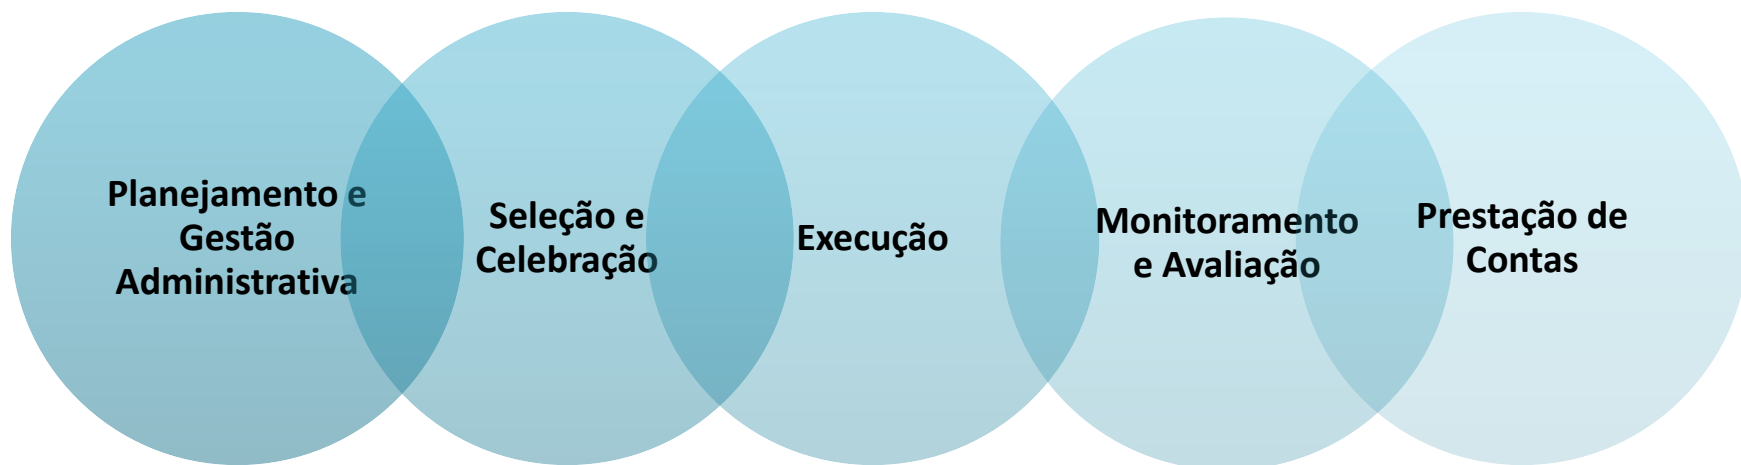 Planejamento e
Gestão
Administrativa
Seleção e
Celebração
Execução
Monitoramento
e Avaliação
Prestação de
Contas